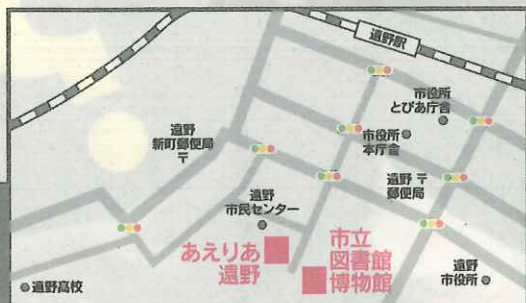 遠野駅
市役所
とぴあ庁舎
市役所
本庁舎
遠野
新町郵便局
〒
遠野 〒
郵便局
遠野
市民センター
あえりあ
遠野
市立
図書館
博物館
遠野
市役所
遠野高校